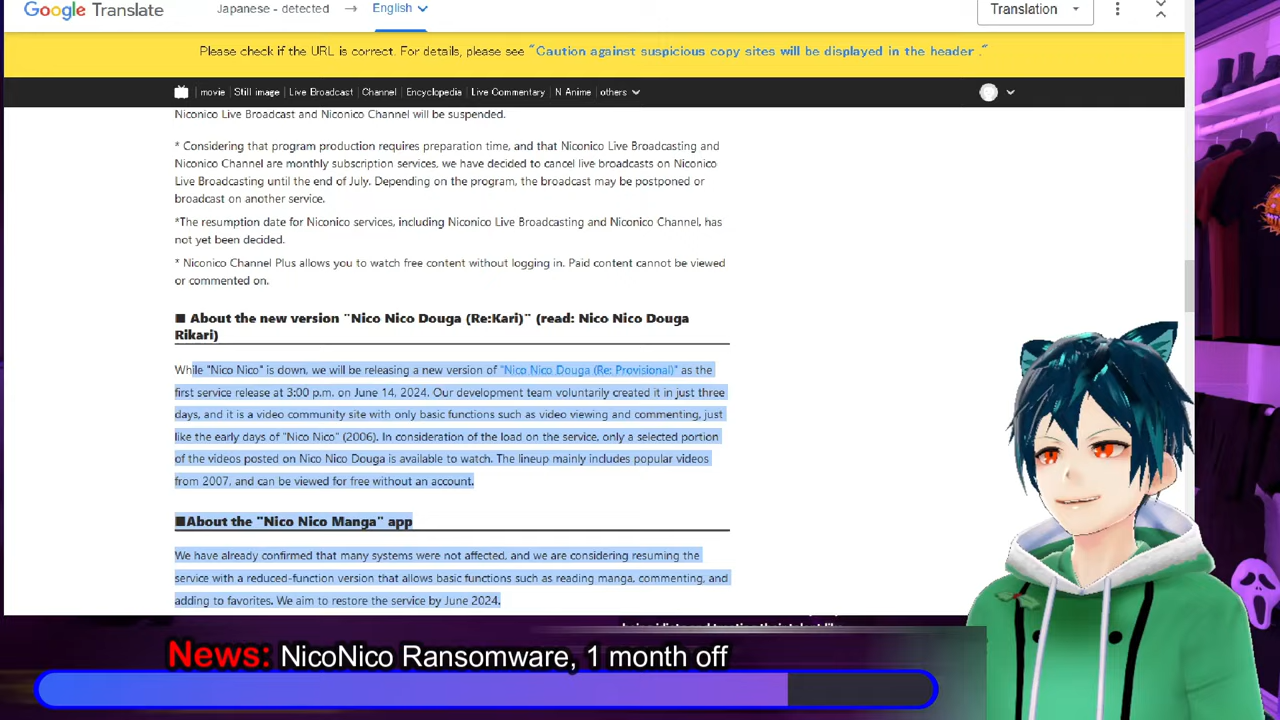 Google Translate
Japanese - detected → English
Translation
Please check if the URL is correct. For details, please see "Caution against suspicious copy sites will be displayed in the header ."
movie Still image Live Broadcast Channel Encyclopedia Live Commentary N Anime others
Niconico Live Broadcast and Niconico Channel will be suspended.
* Considering that program production requires preparation time, and that Niconico Live Broadcasting and
Niconico Channel are monthly subscription services, we have decided to cancel live broadcasts on Niconico
Live Broadcasting until the end of July. Depending on the program, the broadcast may be postponed or
broadcast on another service.
*The resumption date for Niconico services, including Niconico Live Broadcasting and Niconico Channel, has
not yet been decided.
* Niconico Channel Plus allows you to watch free content without logging in. Paid content cannot be viewed
or commented on.
■ About the new version "Nico Nico Douga (Re:Kari)" (read: Nico Nico Douga
Rikari)
While "Nico Nico" is down, we will be releasing a new version of "Nico Nico Douga (Re: Provisional)" as the
first service release at 3:00 p.m. on June 14, 2024. Our development team voluntarily created it in just three
days, and it is a video community site with only basic functions such as video viewing and commenting, just
like the early days of "Nico Nico" (2006). In consideration of the load on the service, only a selected portion
of the videos posted on Nico Nico Douga is available to watch. The lineup mainly includes popular videos
from 2007, and can be viewed for free without an account.
■About the "Nico Nico Manga" app
We have already confirmed that many systems were not affected, and we are considering resuming the
service with a reduced-function version that allows basic functions such as reading manga, commenting, and
adding to favorites. We aim to restore the service by June 2024.
News: NicoNico Ransomware, 1 month off